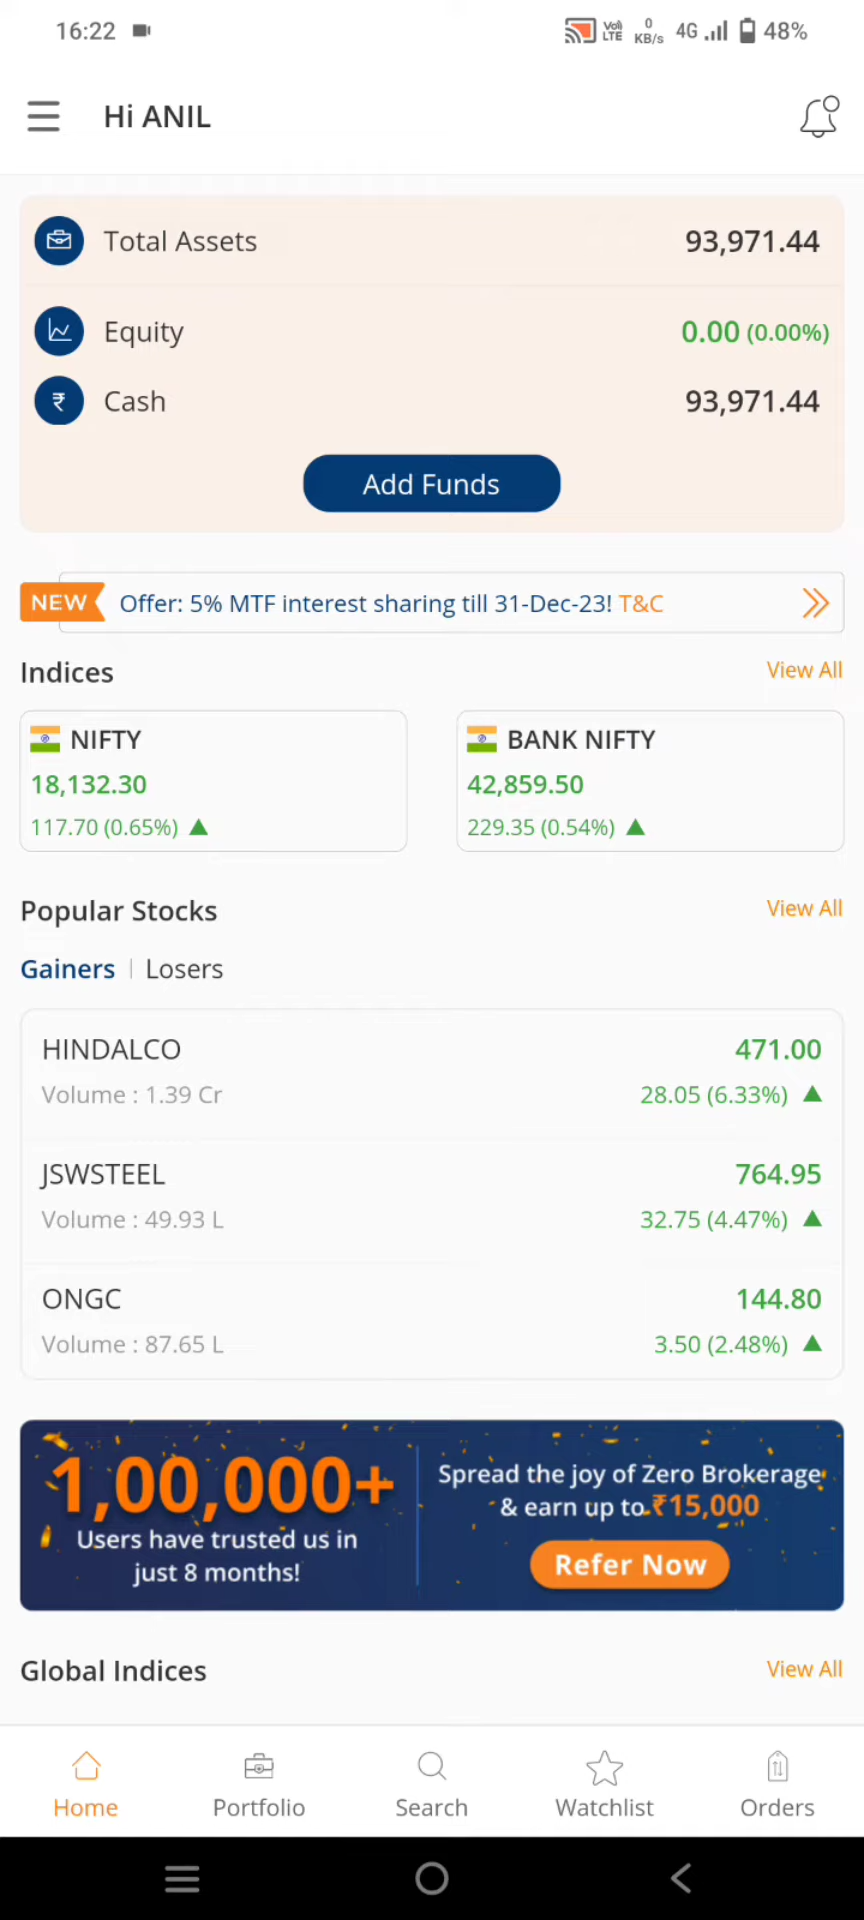 16:22 Vo)) LTE 0 KB/s 4G 48%
Hi ANIL
Total Assets 93,971.44
Equity 0.00 (0.00%)
₹ Cash 93,971.44
Add Funds
NEW Offer: 5% MTF interest sharing till 31-Dec-23! T&C
Indices View All
NIFTY
18,132.30
117.70 (0.65%) ▲
BANK NIFTY
42,859.50
229.35 (0.54%) ▲
Popular Stocks View All
Gainers | Losers
HINDALCO 471.00
Volume : 1.39 Cr 28.05 (6.33%) ▲
JSWSTEEL 764.95
Volume : 49.93 L 32.75 (4.47%) ▲
ONGC 144.80
Volume : 87.65 L 3.50 (2.48%) ▲
1,00,000+
Users have trusted us in
just 8 months!
Spread the joy of Zero Brokerage
& earn up to ₹15,000
Refer Now
Global Indices View All
Home Portfolio Search Watchlist Orders